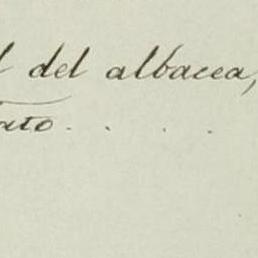 l del albacea,
ato . . . .